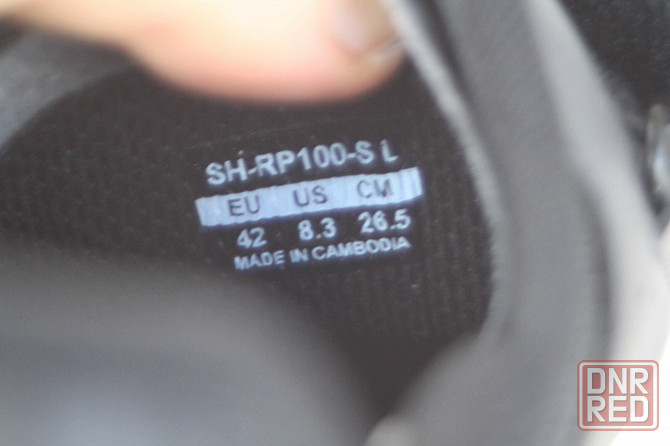 SH-RP100-S L
EU US CM
42 8.3 26.5
MADE IN CAMBODIA
DNR
RED